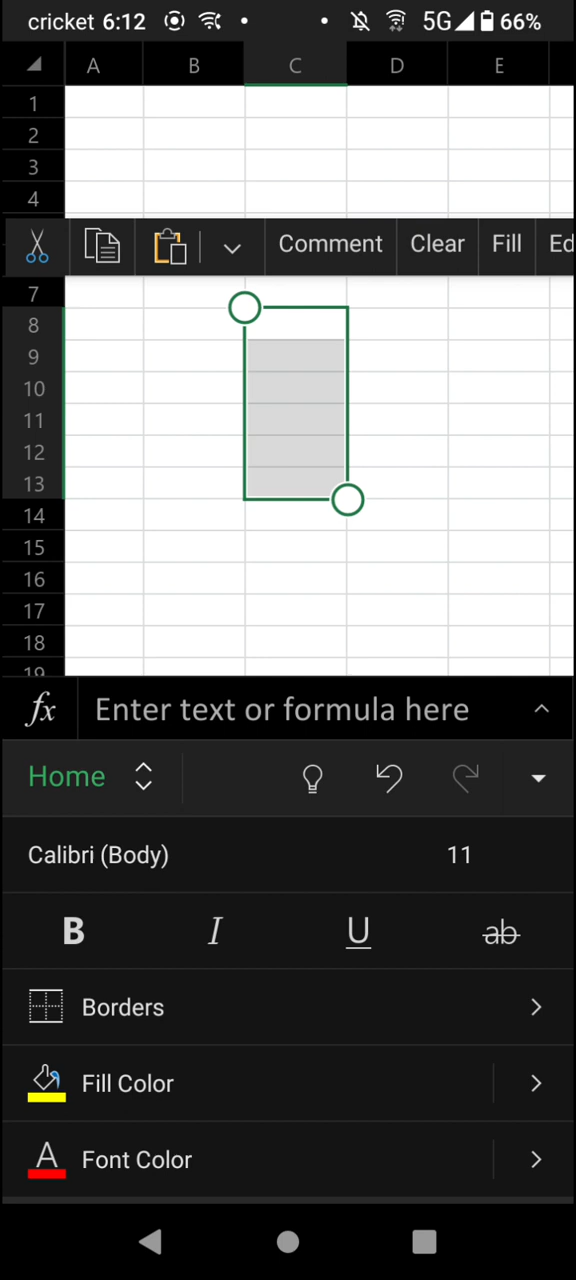 cricket 6:12 5G 66%
A B C D E
1
2
3
4
Comment Clear Fill Ed
7
8
9
10
11
12
13
14
15
16
17
18
19
fx Enter text or formula here
Home
Calibri (Body) 11
B I U ab
Borders
Fill Color
A Font Color